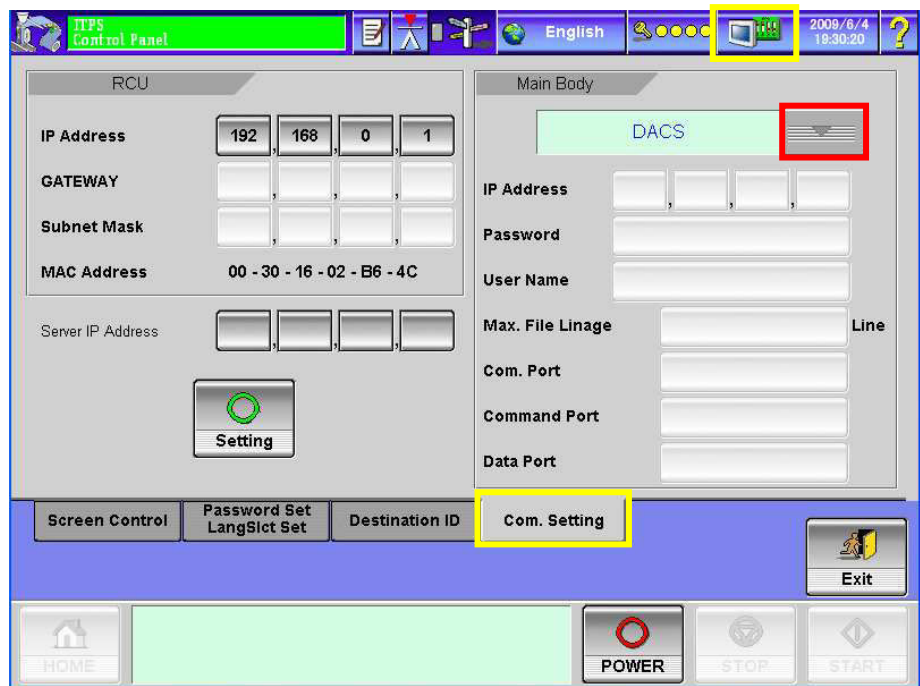 ITPS
Control Panel
English
2009/6/4
19:30:20
?
RCU
IP Address
192 , 168 , 0 , 1
GATEWAY
, , ,
Subnet Mask
, , ,
MAC Address
00 - 30 - 16 - 02 - B6 - 4C
Server IP Address
, , ,
Setting
Main Body
DACS
IP Address
, , ,
Password
User Name
Max. File Linage
Line
Com. Port
Command Port
Data Port
Screen Control
Password Set
LangSlct Set
Destination ID
Com. Setting
Exit
HOME
POWER
STOP
START